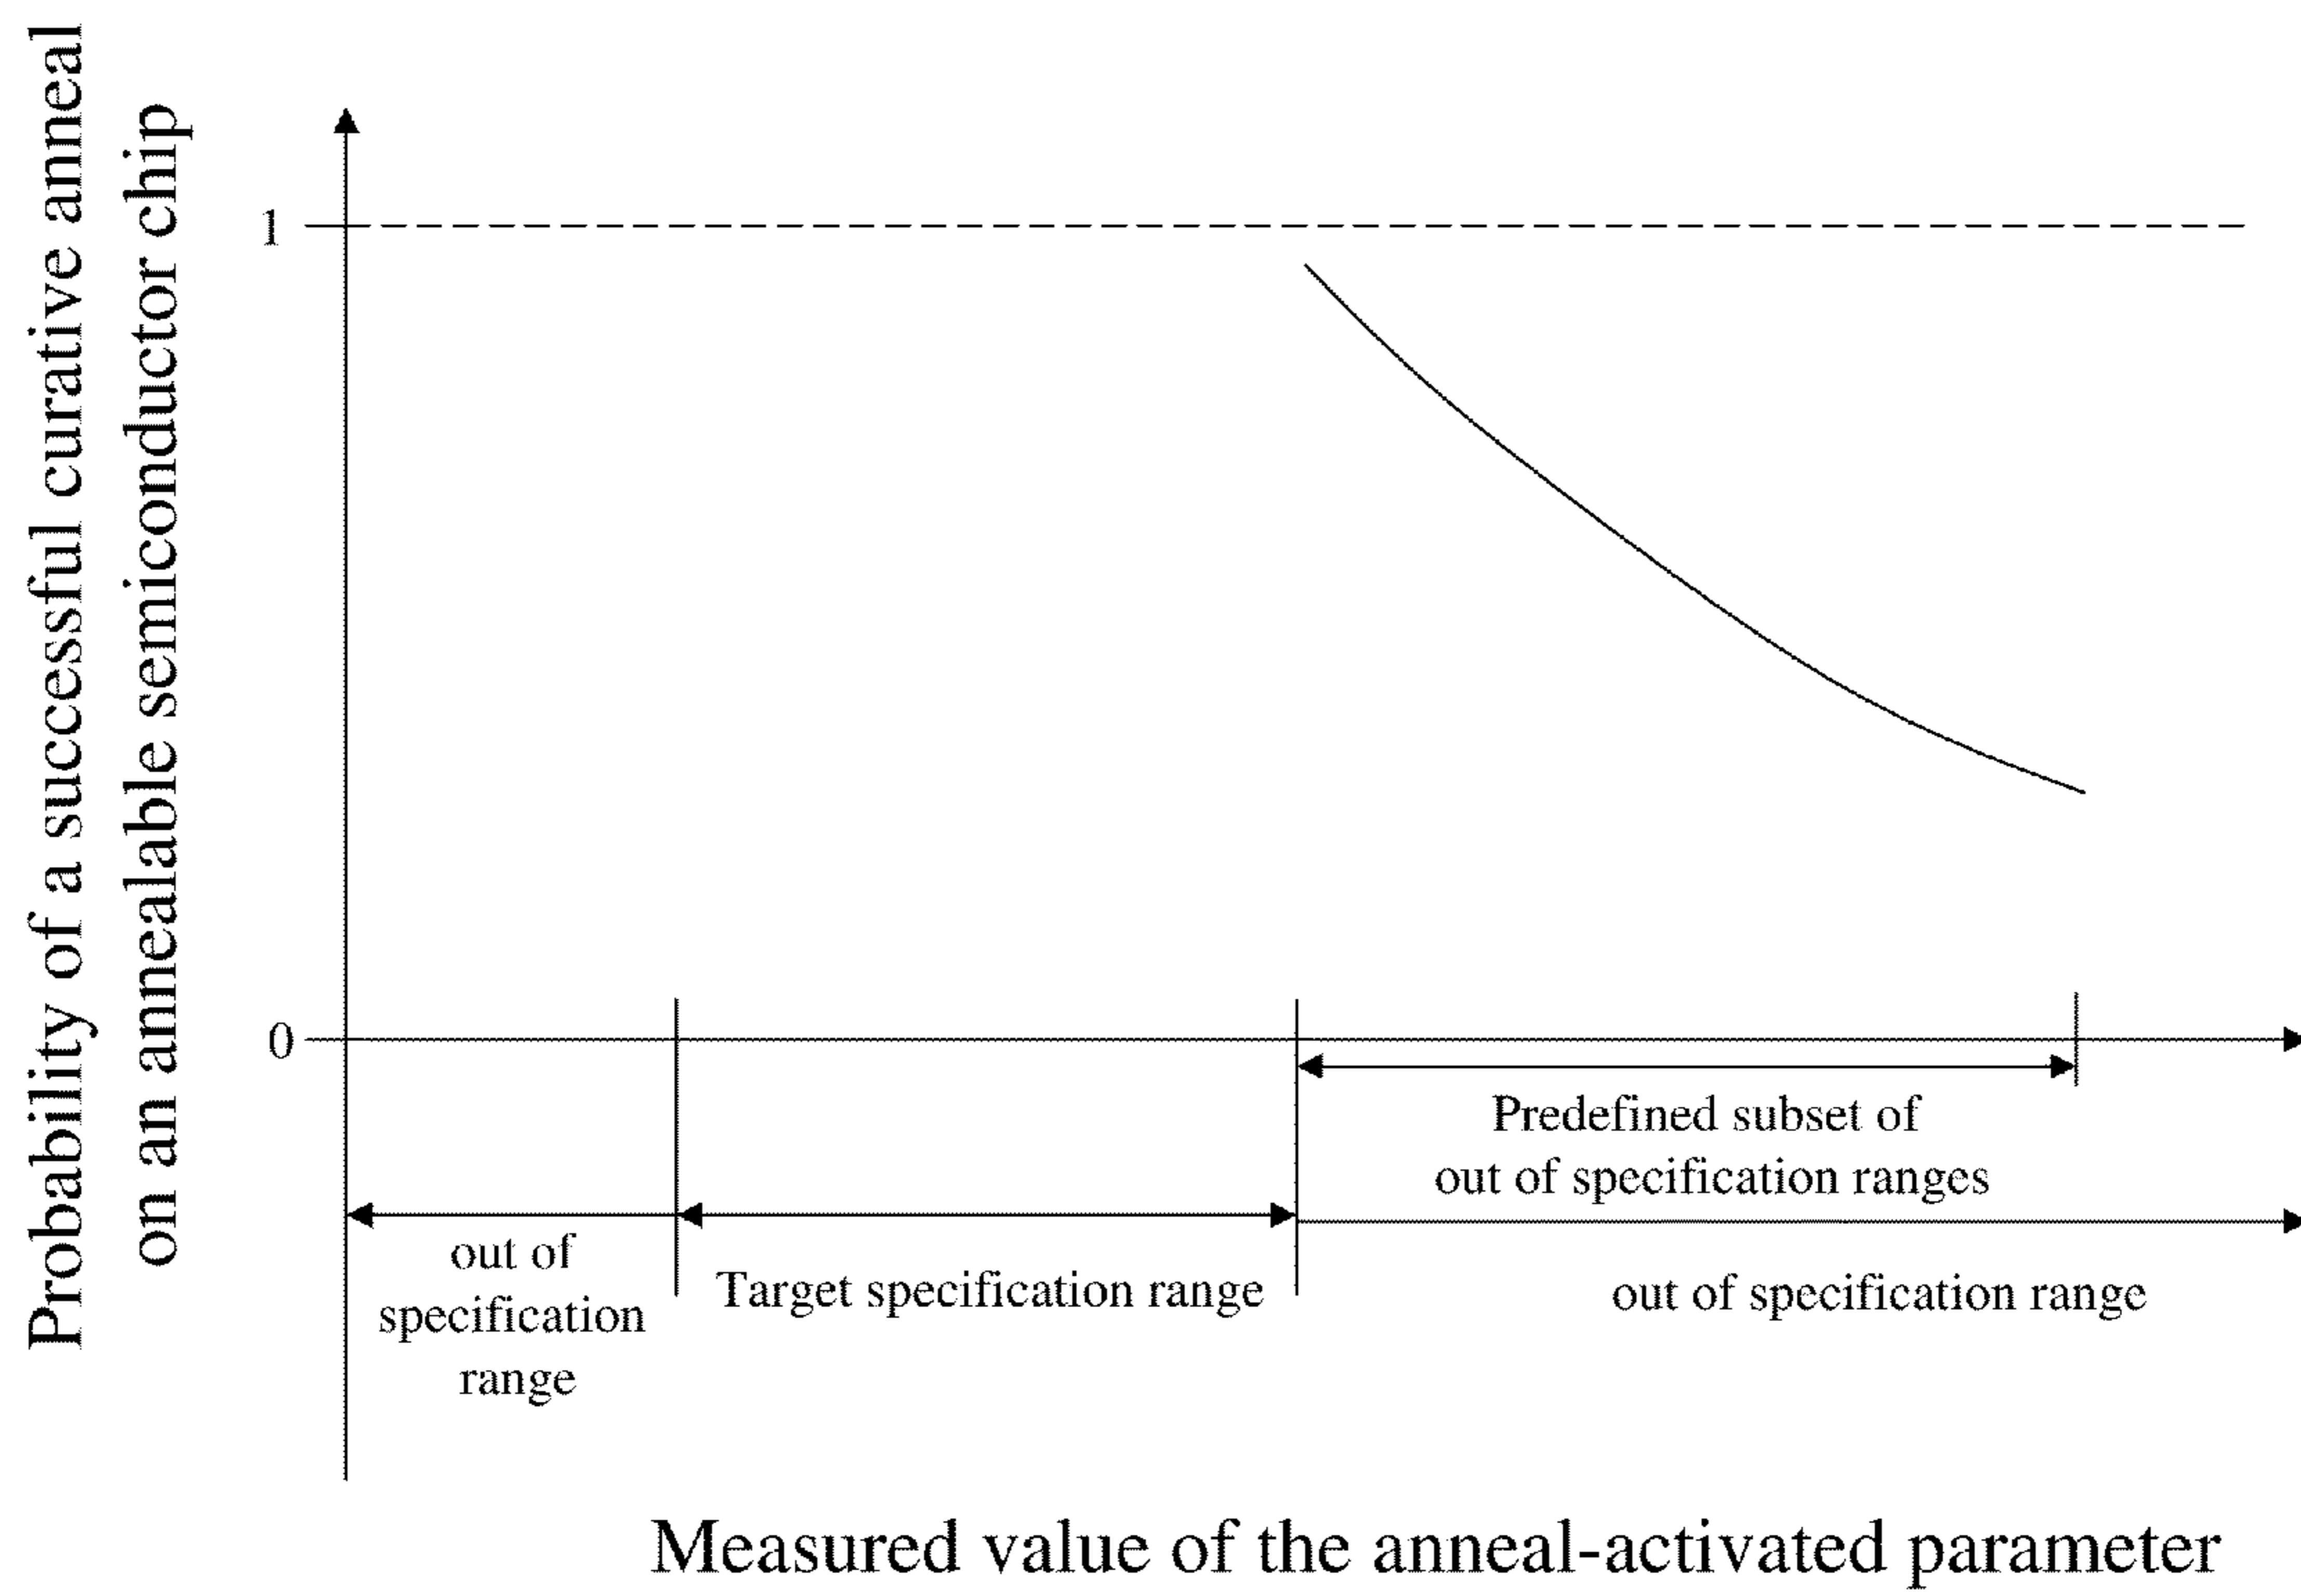 Probability of a successful curative anneal
on an annealable semiconductor chip
1
0
Predefined subset of
out of specification ranges
out of
specification
range
Target specification range
out of specification range
Measured value of the anneal-activated parameter